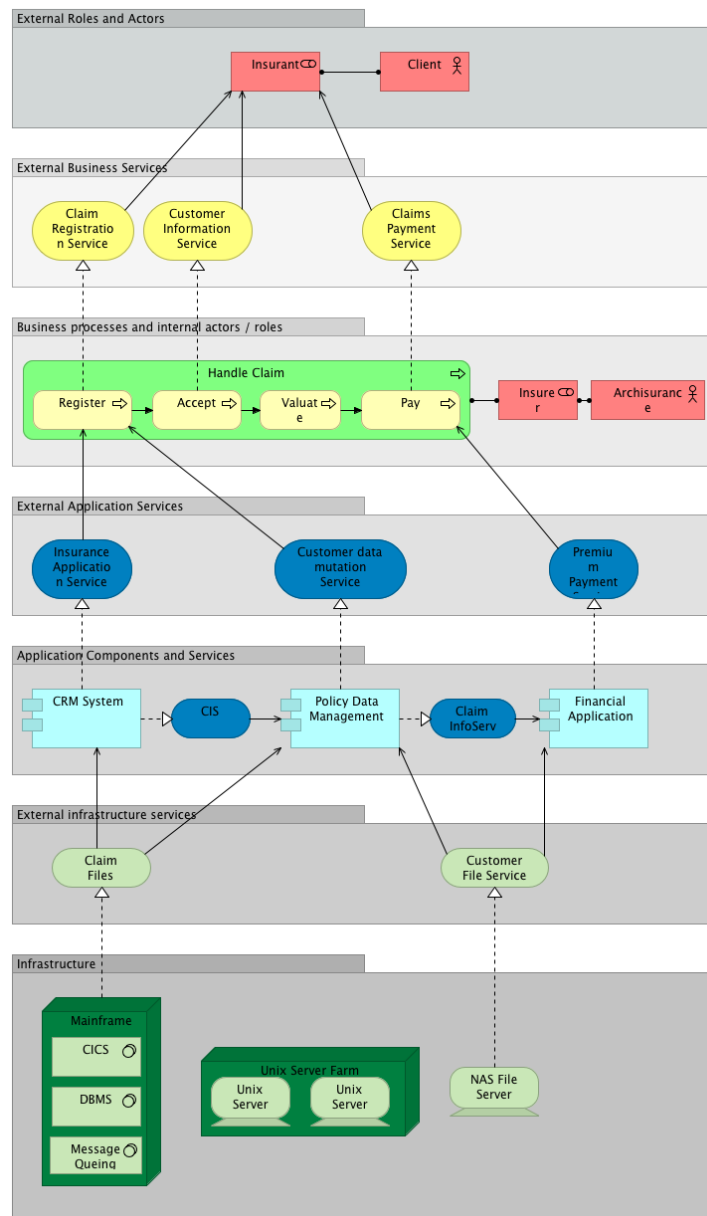 External Roles and Actors
Insurant
Client
External Business Services
Claim
Registratio
n Service
Customer
Information
Service
Claims
Payment
Service
Business processes and internal actors / roles
Handle Claim
Register
Accept
Valuat
e
Pay
Insure
r
Archisuranc
e
External Application Services
Insurance
Applicatio
n Service
Customer data
mutation
Service
Premiu
m
Payment
Application Components and Services
CRM System
CIS
Policy Data
Management
Claim
InfoServ
Financial
Application
External infrastructure services
Claim
Files
Customer
File Service
Infrastructure
Mainframe
CICS
DBMS
Message
Queing
Unix Server Farm
Unix
Server
Unix
Server
NAS File
Server